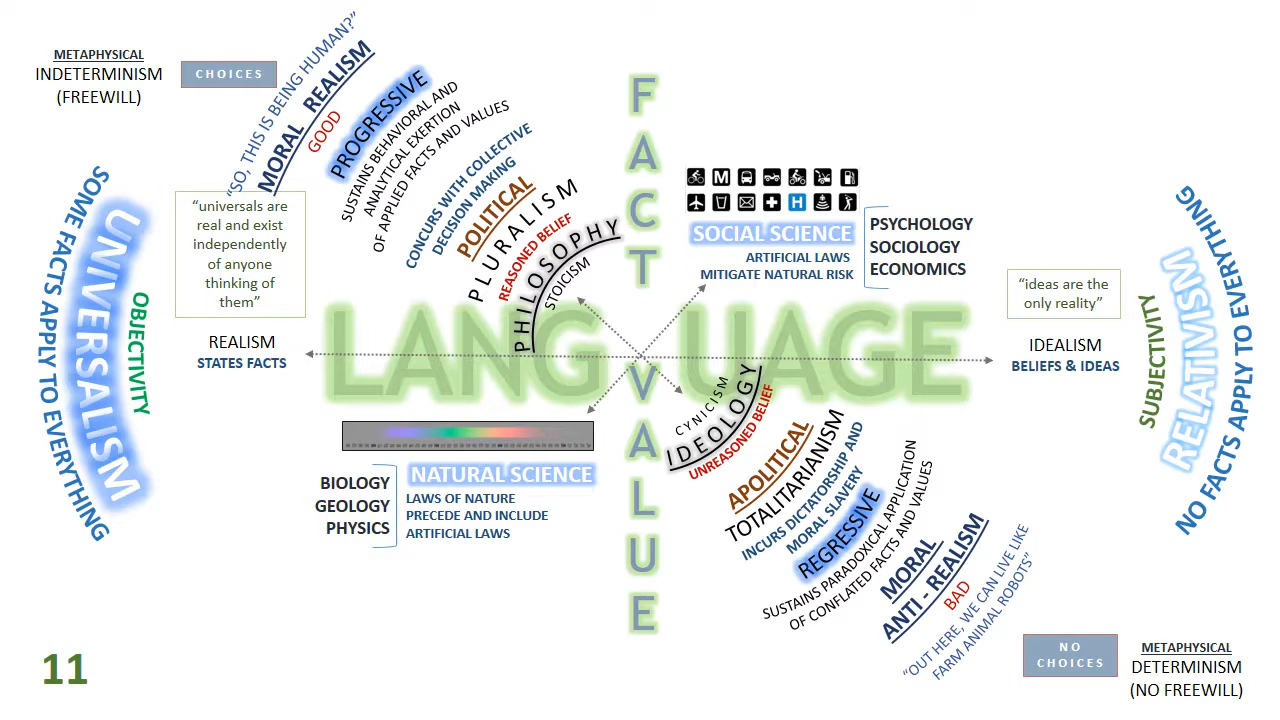 METAPHYSICAL
INDETERMINISM
(FREEWILL)
CHOICES
“SO, THIS IS BEING HUMAN?”
MORAL REALISM
GOOD
PROGRESSIVE
SUSTAINS BEHAVIORAL AND
ANALYTICAL EXERTION
OF APPLIED FACTS AND VALUES
CONCURS WITH COLLECTIVE
DECISION MAKING
POLITICAL
PLURALISM
REASONED BELIEF
PHILOSOPHY
STOICISM
FACT
VALUE
LANGUAGE
M
H
SOCIAL SCIENCE
ARTIFICIAL LAWS
MITIGATE NATURAL RISK
PSYCHOLOGY
SOCIOLOGY
ECONOMICS
SOME FACTS APPLY TO EVERYTHING
UNIVERSALISM
OBJECTIVITY
“universals are
real and exist
independently
of anyone
thinking of
them”
REALISM
STATES FACTS
“ideas are the
only reality”
IDEALISM
BELIEFS & IDEAS
SUBJECTIVITY
RELATIVISM
NO FACTS APPLY TO EVERYTHING
BIOLOGY
GEOLOGY
PHYSICS
NATURAL SCIENCE
LAWS OF NATURE
PRECEDE AND INCLUDE
ARTIFICIAL LAWS
CYNICISM
IDEOLOGY
UNREASONED BELIEF
APOLITICAL
TOTALITARIANISM
INCURS DICTATORSHIP AND
MORAL SLAVERY
REGRESSIVE
SUSTAINS PARADOXICAL APPLICATION
OF CONFLATED FACTS AND VALUES
MORAL
ANTI - REALISM
BAD
“OUT HERE, WE CAN LIVE LIKE
FARM ANIMAL ROBOTS”
NO
CHOICES
METAPHYSICAL
DETERMINISM
(NO FREEWILL)
11